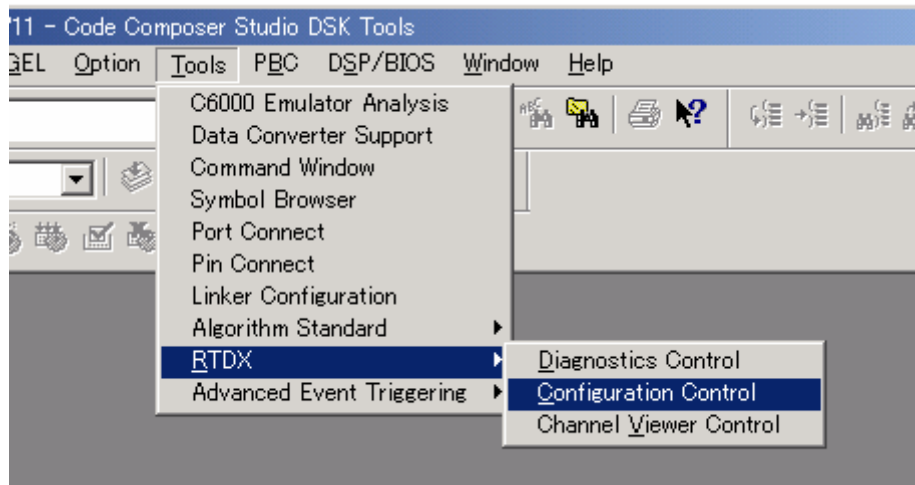 '11 - Code Composer Studio DSK Tools
GEL Option Tools PBC DSP/BIOS Window Help
C6000 Emulator Analysis
Data Converter Support
Command Window
Symbol Browser
Port Connect
Pin Connect
Linker Configuration
Algorithm Standard
RTDX
Advanced Event Triggering
Diagnostics Control
Configuration Control
Channel Viewer Control